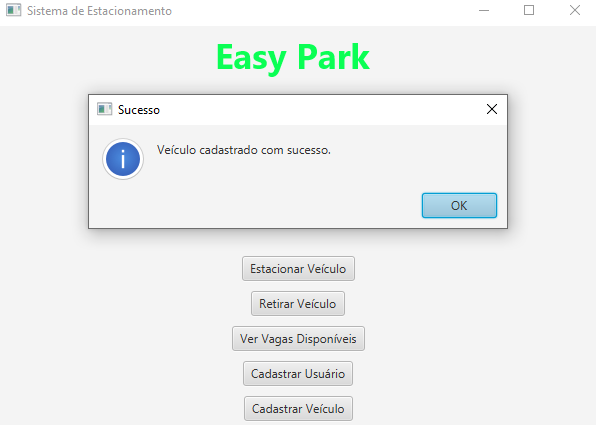 Sistema de Estacionamento
Easy Park
Sucesso
Veículo cadastrado com sucesso.
OK
Estacionar Veículo
Retirar Veículo
Ver Vagas Disponíveis
Cadastrar Usuário
Cadastrar Veículo